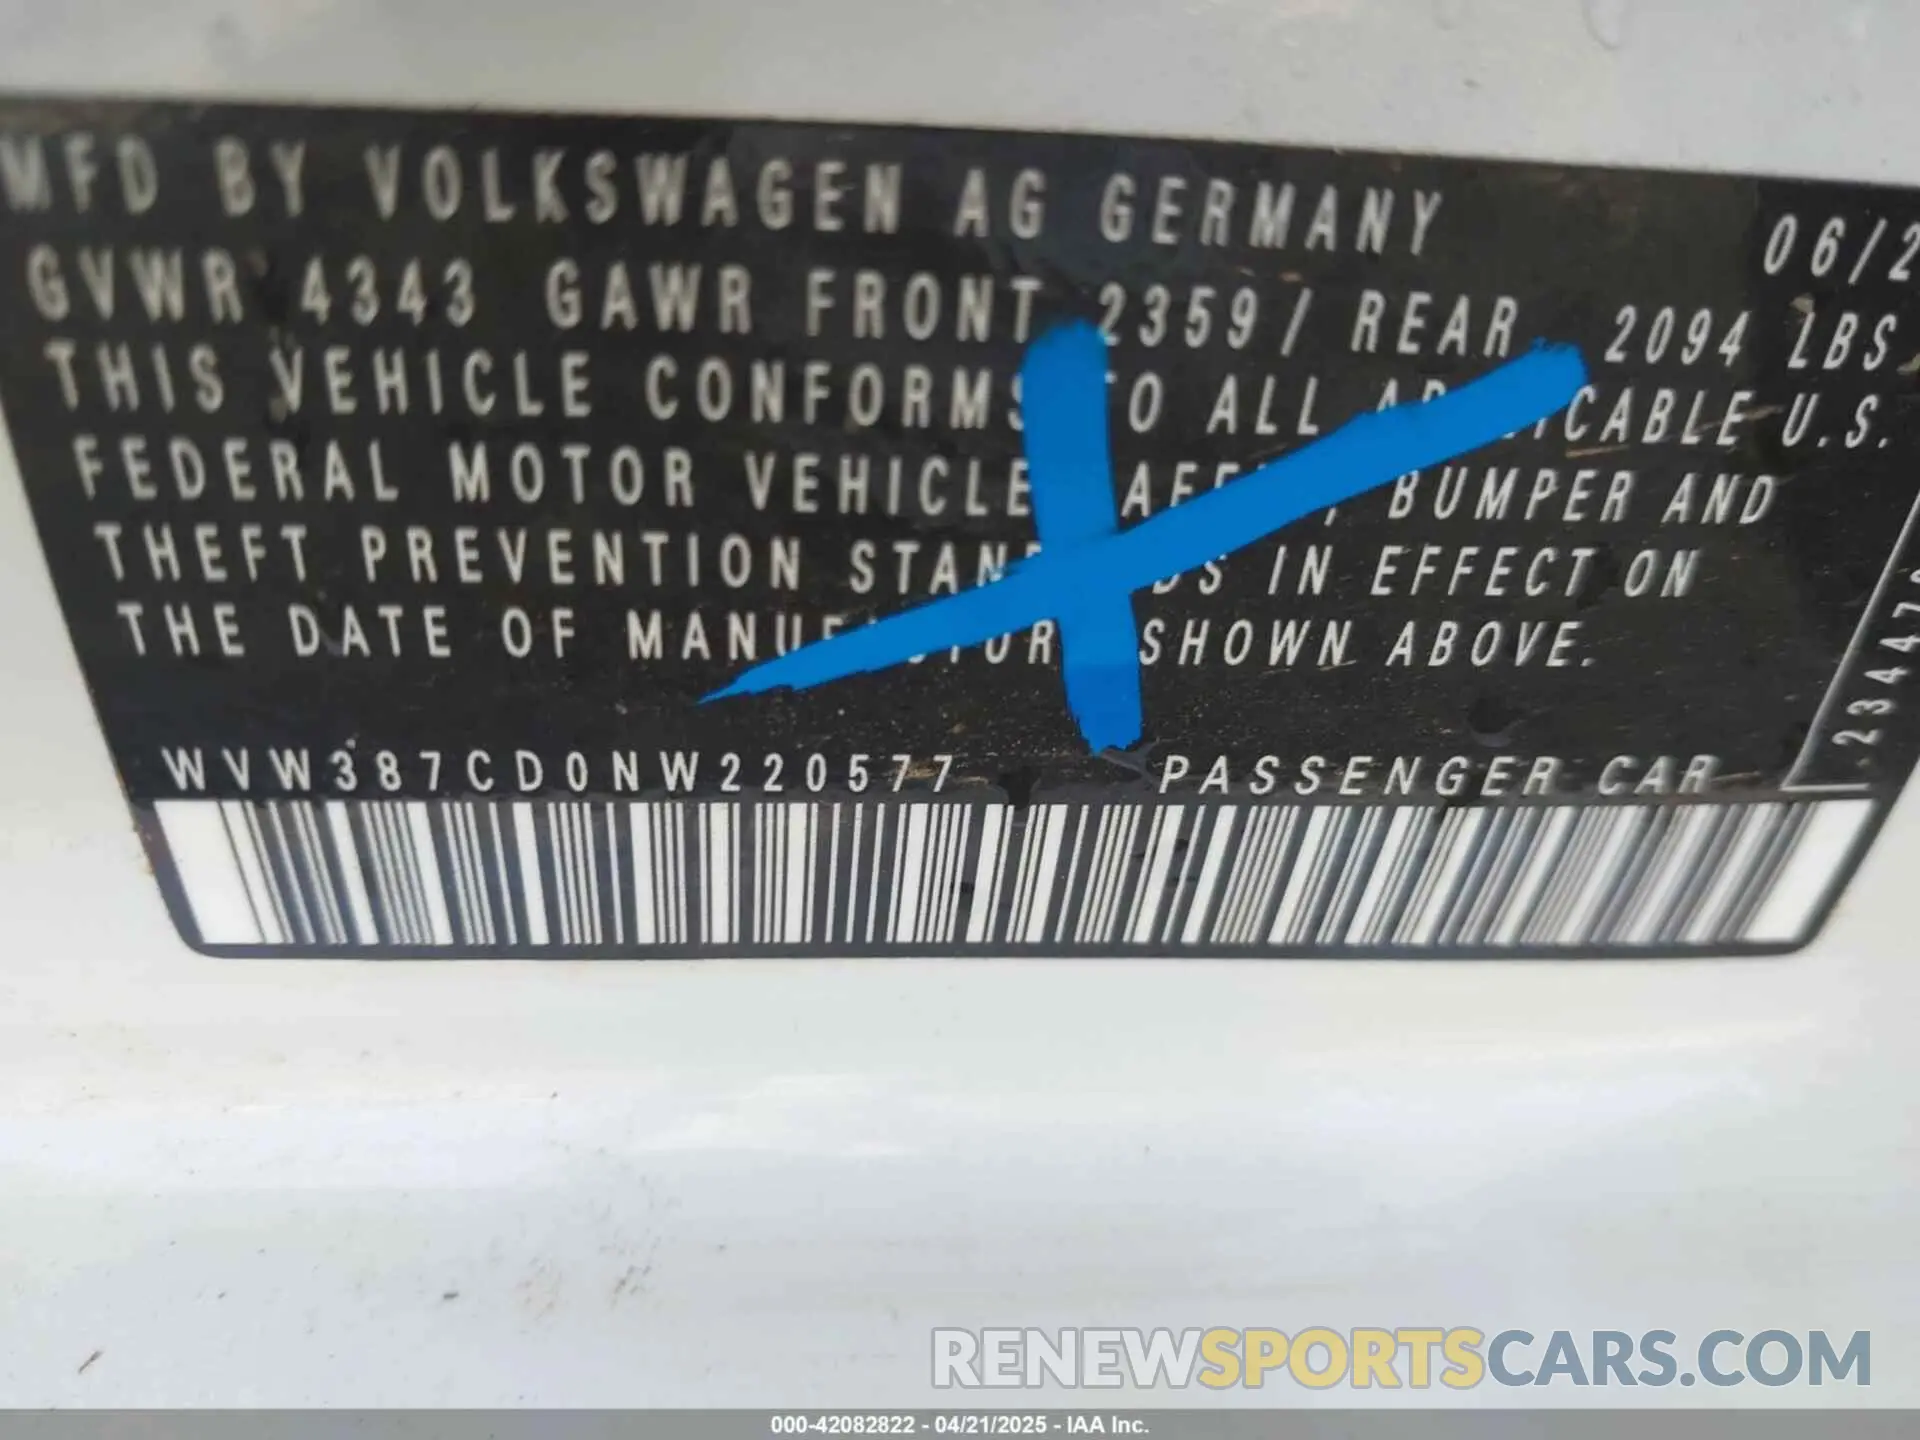 MFD BY VOLKSWAGEN AG GERMANY 06/2
GVWR 4343 GAWR FRONT 2359/ REAR 2094 LBS
THIS VEHICLE CONFORMS TO ALL U.S.
FEDERAL MOTOR VEHICLE BUMPER AND
THEFT PREVENTION IN EFFECT ON
THE DATE OF SHOWN ABOVE.
WVW387CD0NW220577 PASSENGER CAR
RENEWSPORTSCARS.COM
000-42082822 - 04/21/2025 - IAA Inc.